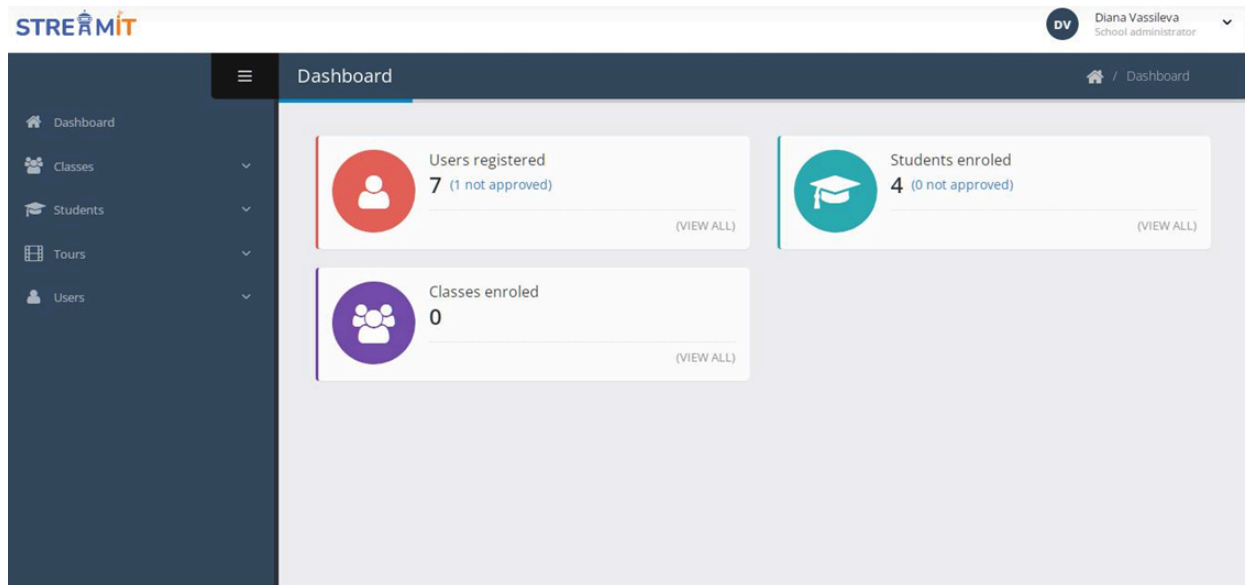 STREAMIT
DV
Diana Vassileva
School administrator
Dashboard
/ Dashboard
Dashboard
Classes
Students
Tours
Users
Users registered
7 (1 not approved)
(VIEW ALL)
Students enroled
4 (0 not approved)
(VIEW ALL)
Classes enroled
0
(VIEW ALL)